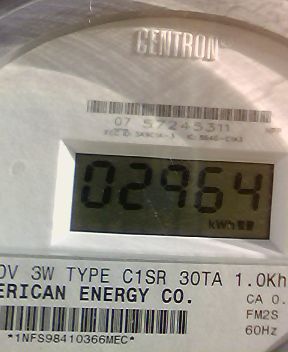 CENTRON
07 57245311
02964
kWh
0V 3W TYPE C1SR 30TA 1.0Kh
ERICAN ENERGY CO.
CA 0.
FM2S
60Hz
*1NFS98410366MEC*